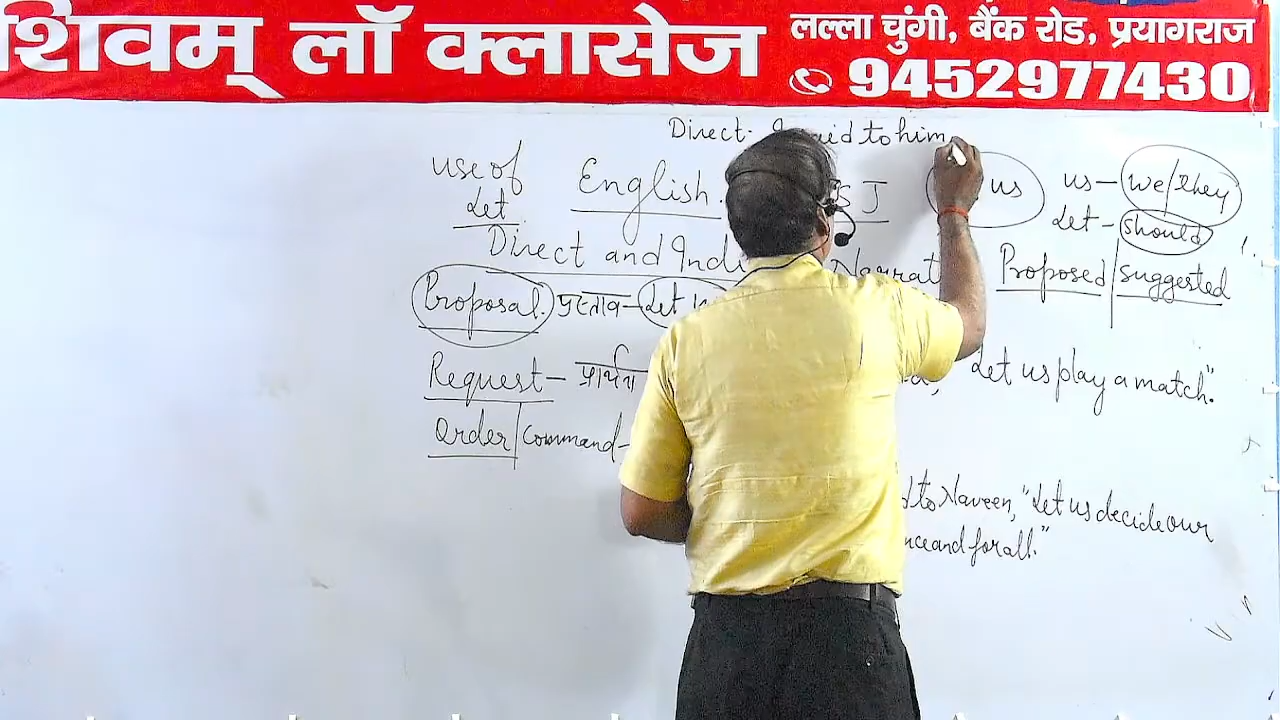 शिवम् लॉ क्लासेज
लल्ला चुंगी, बैंक रोड, प्रयागराज
9452977430
Direct- said to him
use of English. S J us us - we/they
Let Let - should
Direct and Indi Narrat Proposed/suggested
Proposal. प्रस्ताव - Let
Request - Let us play a match".
Order/command-
to Naveen, "Let us decide our
once and for all."